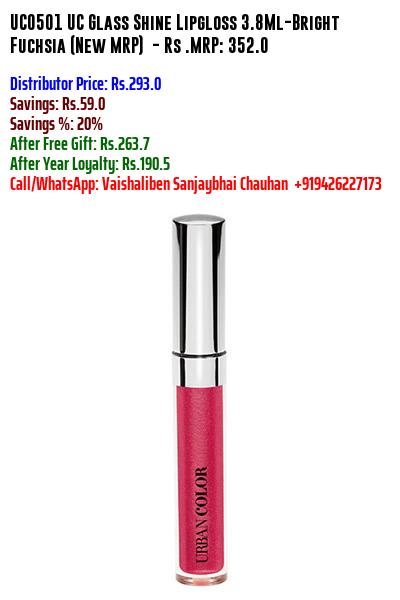 UC0501 UC Glass Shine Lipgloss 3.8Ml-Bright
Fuchsia (New MRP) - Rs .MRP: 352.0
Distributor Price: Rs.293.0
Savings: Rs.59.0
Savings %: 20%
After Free Gift: Rs.263.7
After Year Loyalty: Rs.190.5
Call/WhatsApp: Vaishaliben Sanjaybhai Chauhan +919426227173
URBAN COLOR